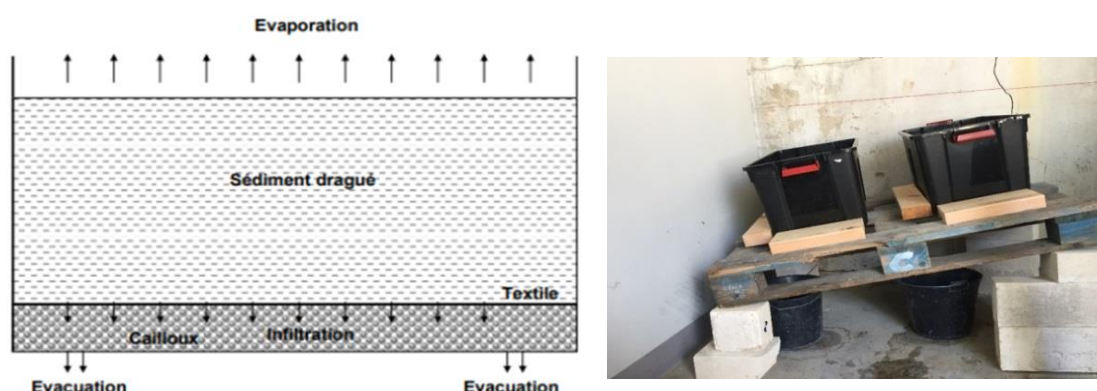 Evaporation
Sédiment dragué
Textile
Cailloux
Infiltration
Evacuation
Evacuation